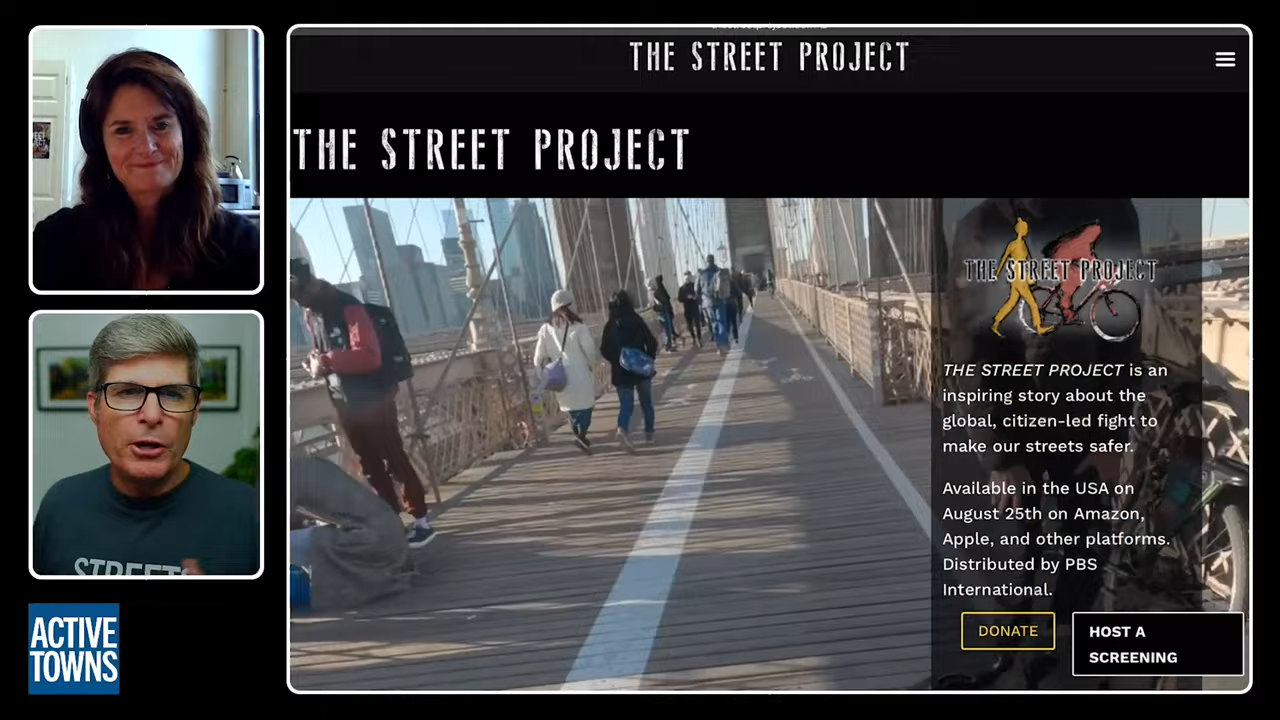 THE STREET PROJECT
THE STREET PROJECT
THE STREET PROJECT
THE STREET PROJECT is an
inspiring story about the
global, citizen-led fight to
make our streets safer.
Available in the USA on
August 25th on Amazon,
Apple, and other platforms.
Distributed by PBS
International.
DONATE
HOST A
SCREENING
STREETS
ACTIVE
TOWNS